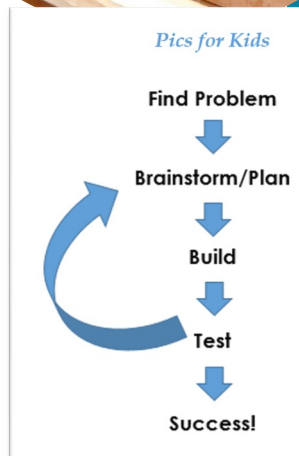 Pics for Kids
Find Problem
Brainstorm/Plan
Build
Test
Success!